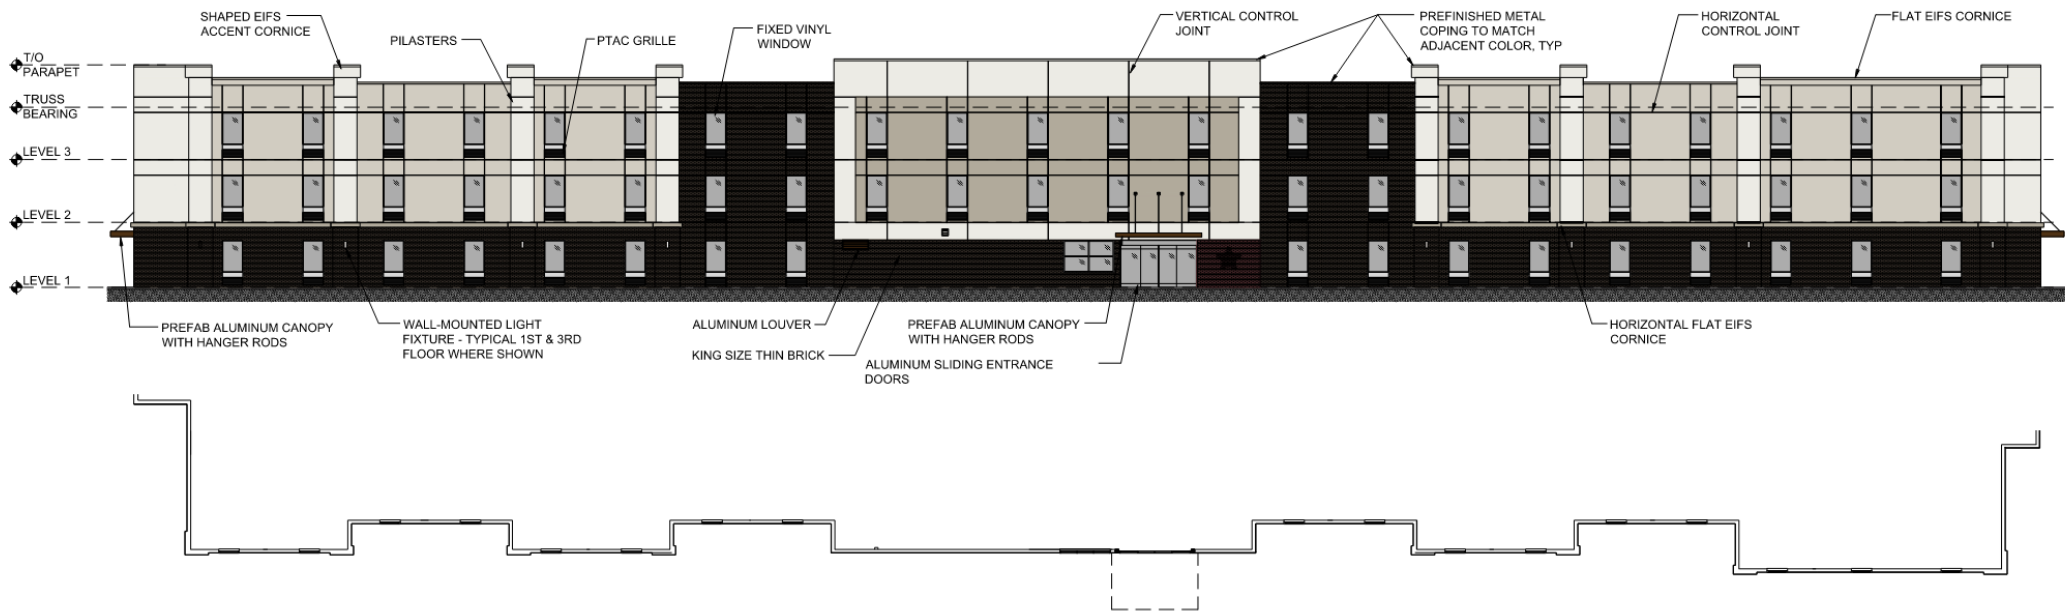 SHAPED EIFS
ACCENT CORNICE
PILASTERS
PTAC GRILLE
FIXED VINYL
WINDOW
VERTICAL CONTROL
JOINT
PREFINISHED METAL
COPING TO MATCH
ADJACENT COLOR, TYP
HORIZONTAL
CONTROL JOINT
FLAT EIFS CORNICE
T/O
PARAPET
TRUSS
BEARING
LEVEL 3
LEVEL 2
LEVEL 1
PREFAB ALUMINUM CANOPY
WITH HANGER RODS
WALL-MOUNTED LIGHT
FIXTURE - TYPICAL 1ST & 3RD
FLOOR WHERE SHOWN
ALUMINUM LOUVER
KING SIZE THIN BRICK
PREFAB ALUMINUM CANOPY
WITH HANGER RODS
ALUMINUM SLIDING ENTRANCE
DOORS
HORIZONTAL FLAT EIFS
CORNICE